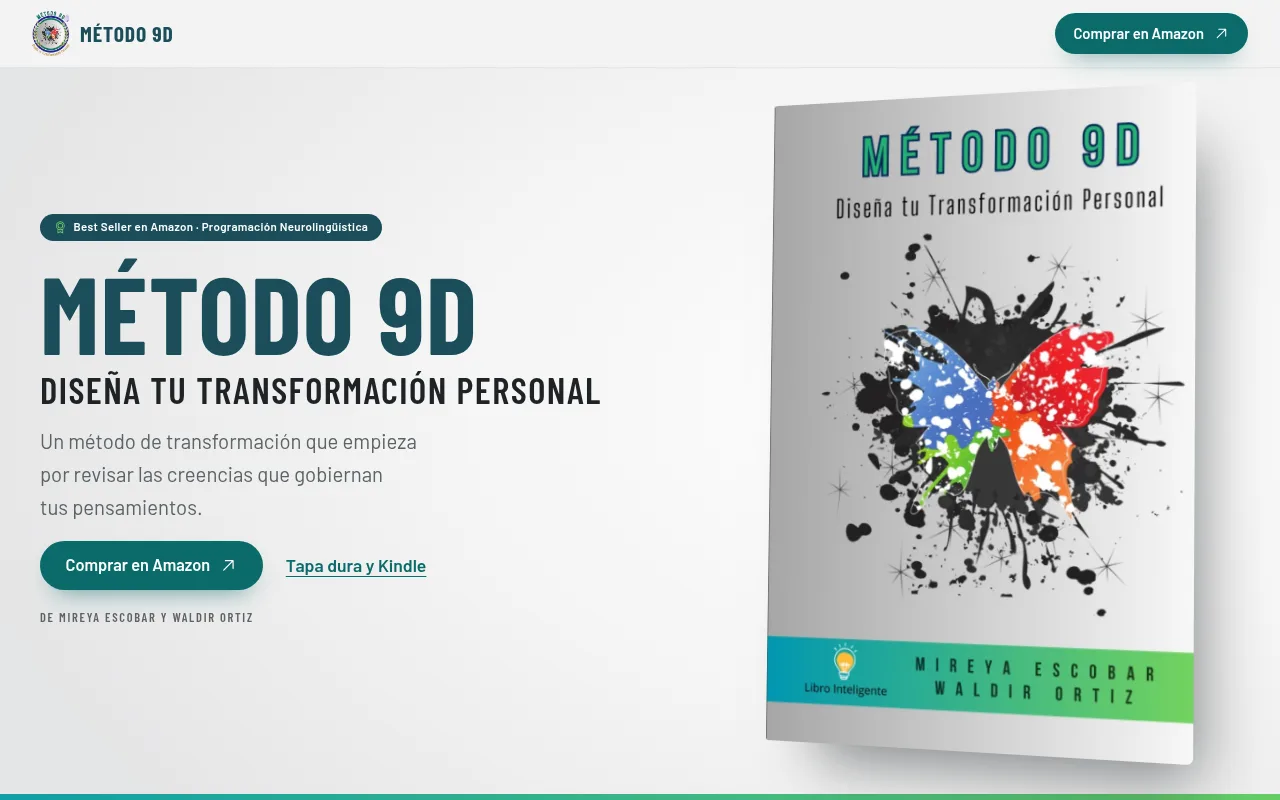 MÉTODO 9D
Comprar en Amazon
Best Seller en Amazon · Programación Neurolingüística
MÉTODO 9D
DISEÑA TU TRANSFORMACIÓN PERSONAL
Un método de transformación que empieza
por revisar las creencias que gobiernan
tus pensamientos.
Comprar en Amazon
Tapa dura y Kindle
DE MIREYA ESCOBAR Y WALDIR ORTIZ
MÉTODO 9D
Diseña tu Transformación Personal
Libro Inteligente
MIREYA ESCOBAR
WALDIR ORTIZ